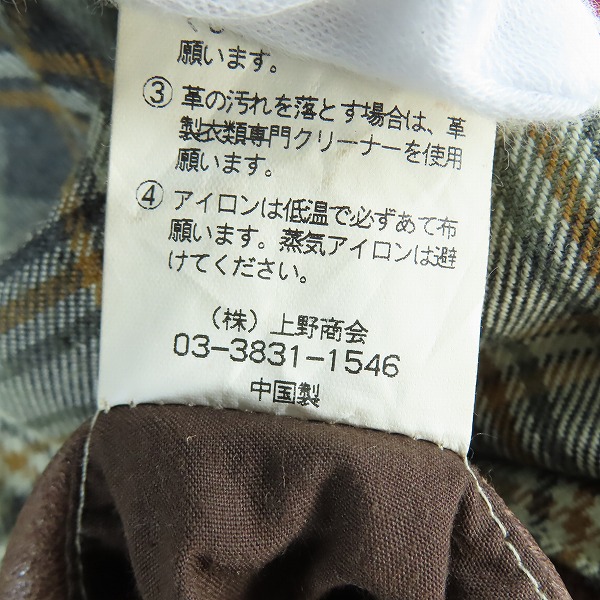 願います。
③ 革の汚れを落とす場合は、革
製衣類専門クリーナーを使用
願います。
④ アイロンは低温で必ずあて布
願います。蒸気アイロンは避
けてください。
(株) 上野商会
03-3831-1546
中国製